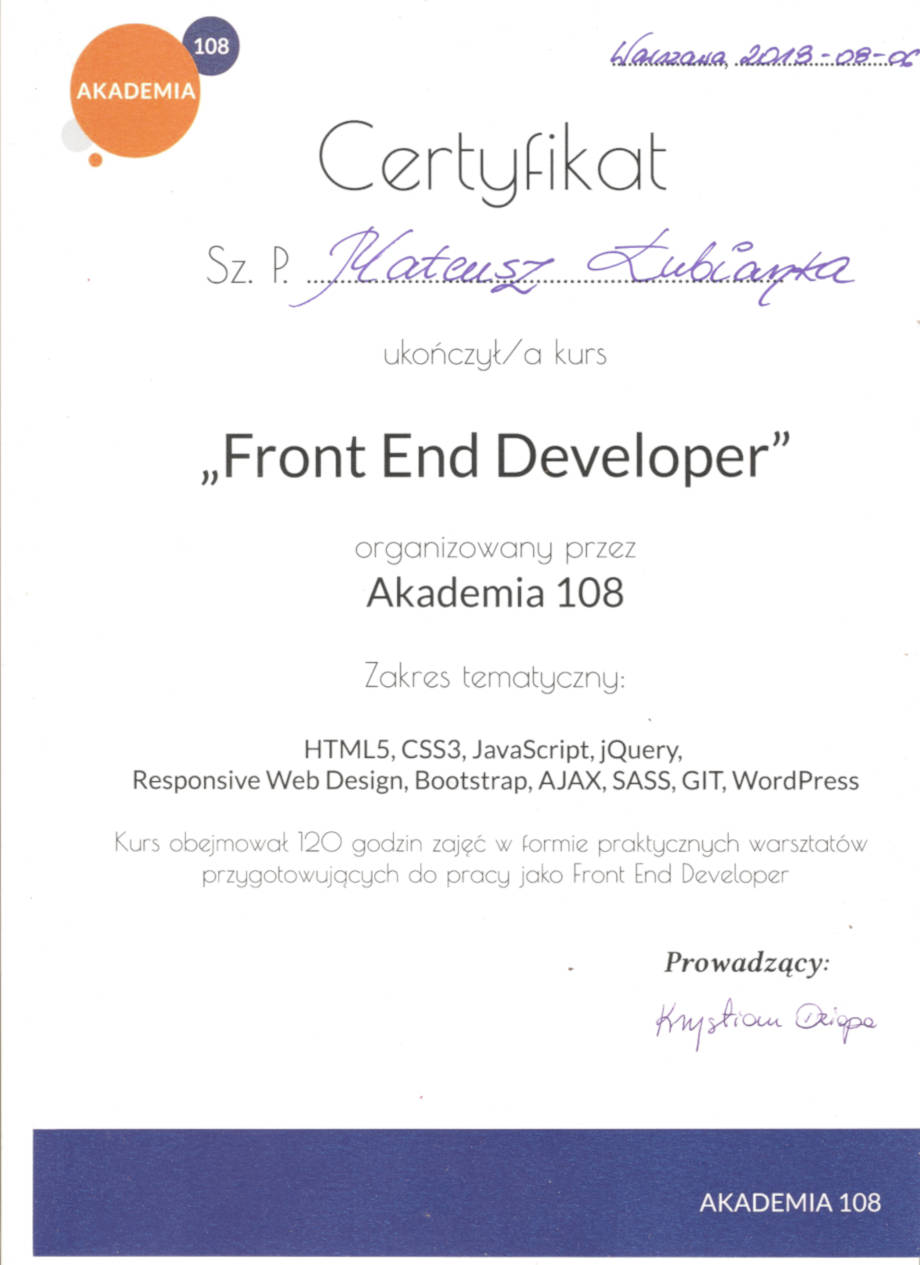 108
AKADEMIA
Warszawa, 2018-08-06
Certyfikat
Sz. P. Mateusz Łubianka
ukończył/a kurs
„Front End Developer”
organizowany przez
Akademia 108
Zakres tematyczny:
HTML5, CSS3, JavaScript, jQuery,
Responsive Web Design, Bootstrap, AJAX, SASS, GIT, WordPress
Kurs obejmował 120 godzin zajęć w formie praktycznych warsztatów
przygotowujących do pracy jako Front End Developer
Prowadzący:
Krystian Dziopa
AKADEMIA 108